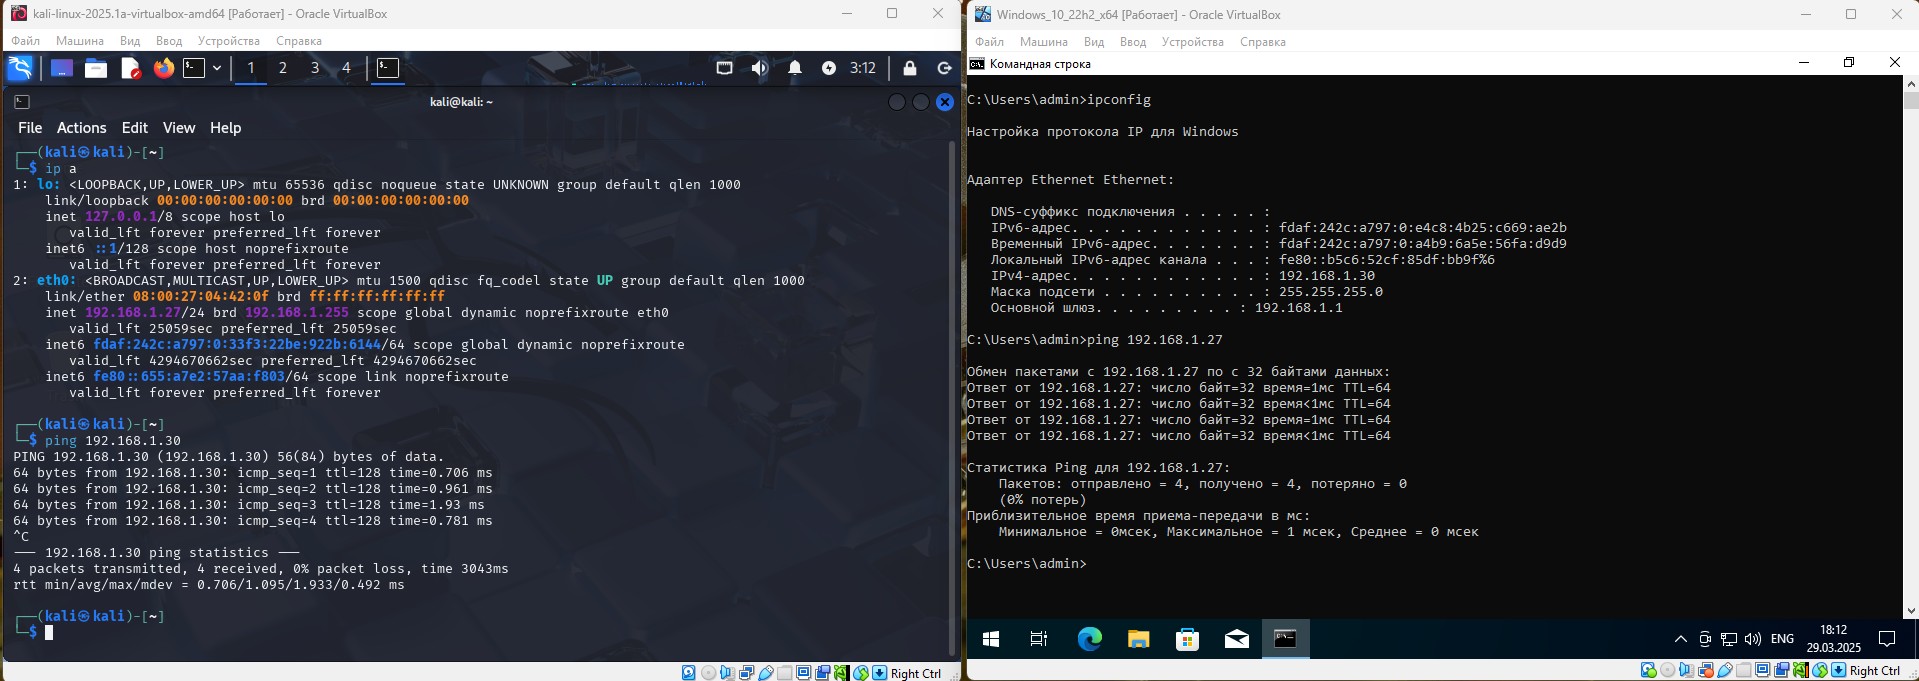 kali-linux-2025.1a-virtualbox-amd64 [Работает] - Oracle VirtualBox
Файл Машина Вид Ввод Устройства Справка
1 2 3 4 3:12
kali@kali: ~
File Actions Edit View Help
┌──(kali㉿kali)-[~]
└─$ ip a
1: lo: <LOOPBACK,UP,LOWER_UP> mtu 65536 qdisc noqueue state UNKNOWN group default qlen 1000
link/loopback 00:00:00:00:00:00 brd 00:00:00:00:00:00
inet 127.0.0.1/8 scope host lo
valid_lft forever preferred_lft forever
inet6 ::1/128 scope host noprefixroute
valid_lft forever preferred_lft forever
2: eth0: <BROADCAST,MULTICAST,UP,LOWER_UP> mtu 1500 qdisc fq_codel state UP group default qlen 1000
link/ether 08:00:27:04:42:0f brd ff:ff:ff:ff:ff:ff
inet 192.168.1.27/24 brd 192.168.1.255 scope global dynamic noprefixroute eth0
valid_lft 25059sec preferred_lft 25059sec
inet6 fdaf:242c:a797:0:33f3:22be:922b:6144/64 scope global dynamic noprefixroute
valid_lft 4294670662sec preferred_lft 4294670662sec
inet6 fe80::655:a7e2:57aa:f803/64 scope link noprefixroute
valid_lft forever preferred_lft forever
┌──(kali㉿kali)-[~]
└─$ ping 192.168.1.30
PING 192.168.1.30 (192.168.1.30) 56(84) bytes of data.
64 bytes from 192.168.1.30: icmp_seq=1 ttl=128 time=0.706 ms
64 bytes from 192.168.1.30: icmp_seq=2 ttl=128 time=0.961 ms
64 bytes from 192.168.1.30: icmp_seq=3 ttl=128 time=1.93 ms
64 bytes from 192.168.1.30: icmp_seq=4 ttl=128 time=0.781 ms
^C
--- 192.168.1.30 ping statistics ---
4 packets transmitted, 4 received, 0% packet loss, time 3043ms
rtt min/avg/max/mdev = 0.706/1.095/1.933/0.492 ms
┌──(kali㉿kali)-[~]
└─$
Right Ctrl
Windows_10_22h2_x64 [Работает] - Oracle VirtualBox
Файл Машина Вид Ввод Устройства Справка
Командная строка
C:\Users\admin>ipconfig
Настройка протокола IP для Windows
Адаптер Ethernet Ethernet:
DNS-суффикс подключения . . . . . :
IPv6-адрес. . . . . . . . . . . . : fdaf:242c:a797:0:e4c8:4b25:c669:ae2b
Временный IPv6-адрес. . . . . . . : fdaf:242c:a797:0:a4b9:6a5e:56fa:d9d9
Локальный IPv6-адрес канала . . . : fe80::b5c6:52cf:85df:bb9f%6
IPv4-адрес. . . . . . . . . . . . : 192.168.1.30
Маска подсети . . . . . . . . . . : 255.255.255.0
Основной шлюз. . . . . . . . . : 192.168.1.1
C:\Users\admin>ping 192.168.1.27
Обмен пакетами с 192.168.1.27 по с 32 байтами данных:
Ответ от 192.168.1.27: число байт=32 время=1мс TTL=64
Ответ от 192.168.1.27: число байт=32 время<1мс TTL=64
Ответ от 192.168.1.27: число байт=32 время=1мс TTL=64
Ответ от 192.168.1.27: число байт=32 время<1мс TTL=64
Статистика Ping для 192.168.1.27:
Пакетов: отправлено = 4, получено = 4, потеряно = 0
(0% потерь)
Приблизительное время приема-передачи в мс:
Минимальное = 0мсек, Максимальное = 1 мсек, Среднее = 0 мсек
C:\Users\admin>
ENG 18:12
29.03.2025
Right Ctrl